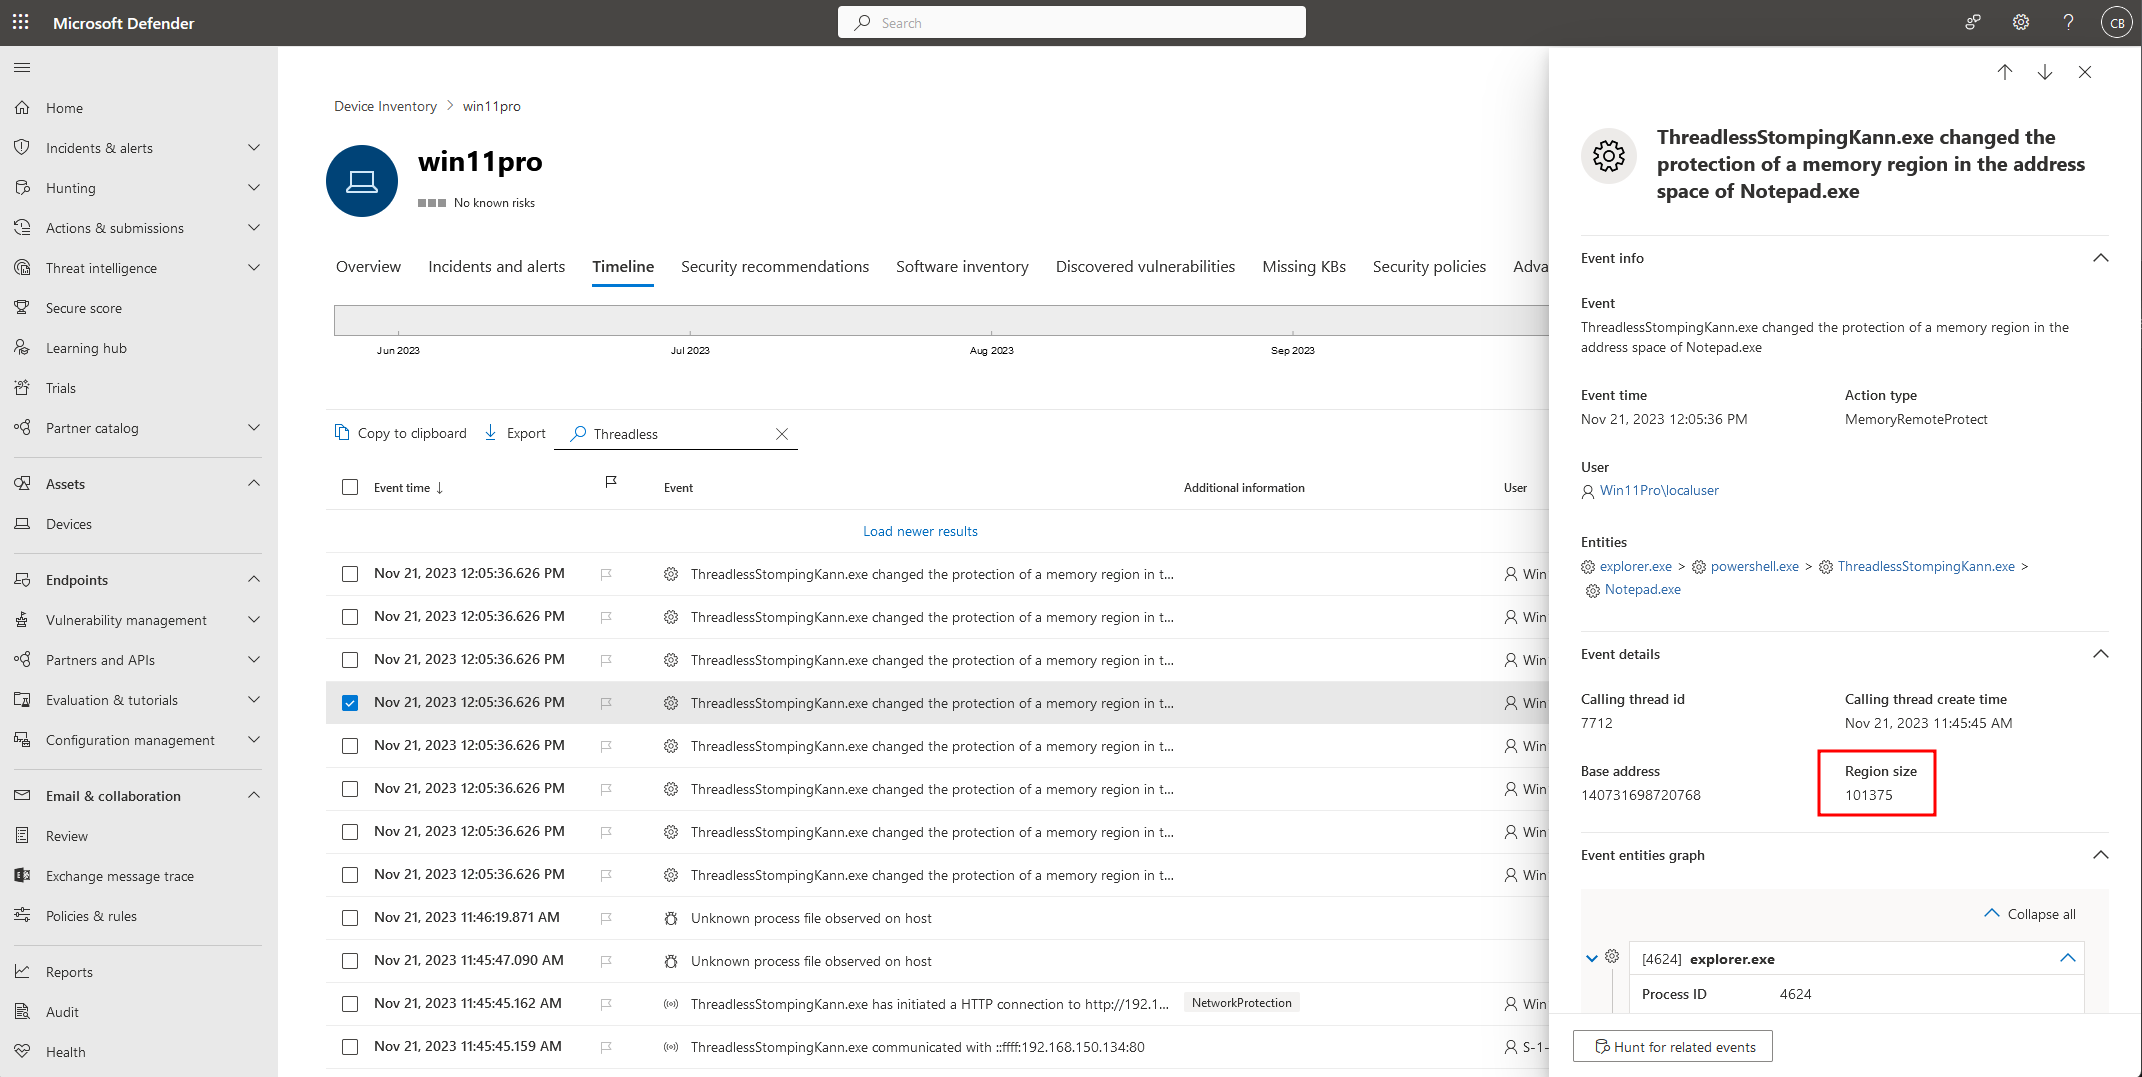 Microsoft Defender
Search
CB
Home
Incidents & alerts
Hunting
Actions & submissions
Threat intelligence
Secure score
Learning hub
Trials
Partner catalog
Assets
Devices
Endpoints
Vulnerability management
Partners and APIs
Evaluation & tutorials
Configuration management
Email & collaboration
Review
Exchange message trace
Policies & rules
Reports
Audit
Health
Device Inventory > win11pro
win11pro
No known risks
Overview Incidents and alerts Timeline Security recommendations Software inventory Discovered vulnerabilities Missing KBs Security policies Adva
Jun 2023 Jul 2023 Aug 2023 Sep 2023
Copy to clipboard Export Threadless
Event time ↓ Event Additional information User
Load newer results
Nov 21, 2023 12:05:36.626 PM ThreadlessStompingKann.exe changed the protection of a memory region in t... Win
Nov 21, 2023 12:05:36.626 PM ThreadlessStompingKann.exe changed the protection of a memory region in t... Win
Nov 21, 2023 12:05:36.626 PM ThreadlessStompingKann.exe changed the protection of a memory region in t... Win
Nov 21, 2023 12:05:36.626 PM ThreadlessStompingKann.exe changed the protection of a memory region in t... Win
Nov 21, 2023 12:05:36.626 PM ThreadlessStompingKann.exe changed the protection of a memory region in t... Win
Nov 21, 2023 12:05:36.626 PM ThreadlessStompingKann.exe changed the protection of a memory region in t... Win
Nov 21, 2023 12:05:36.626 PM ThreadlessStompingKann.exe changed the protection of a memory region in t... Win
Nov 21, 2023 12:05:36.626 PM ThreadlessStompingKann.exe changed the protection of a memory region in t... Win
Nov 21, 2023 11:46:19.871 AM Unknown process file observed on host
Nov 21, 2023 11:45:47.090 AM Unknown process file observed on host
Nov 21, 2023 11:45:45.162 AM ThreadlessStompingKann.exe has initiated a HTTP connection to http://192.1... NetworkProtection Win
Nov 21, 2023 11:45:45.159 AM ThreadlessStompingKann.exe communicated with ::ffff:192.168.150.134:80 S-1-
ThreadlessStompingKann.exe changed the
protection of a memory region in the address
space of Notepad.exe
Event info
Event
ThreadlessStompingKann.exe changed the protection of a memory region in the
address space of Notepad.exe
Event time Action type
Nov 21, 2023 12:05:36 PM MemoryRemoteProtect
User
Win11Pro\localuser
Entities
explorer.exe > powershell.exe > ThreadlessStompingKann.exe >
Notepad.exe
Event details
Calling thread id Calling thread create time
7712 Nov 21, 2023 11:45:45 AM
Base address Region size
140731698720768 101375
Event entities graph
Collapse all
[4624] explorer.exe
Process ID 4624
Hunt for related events